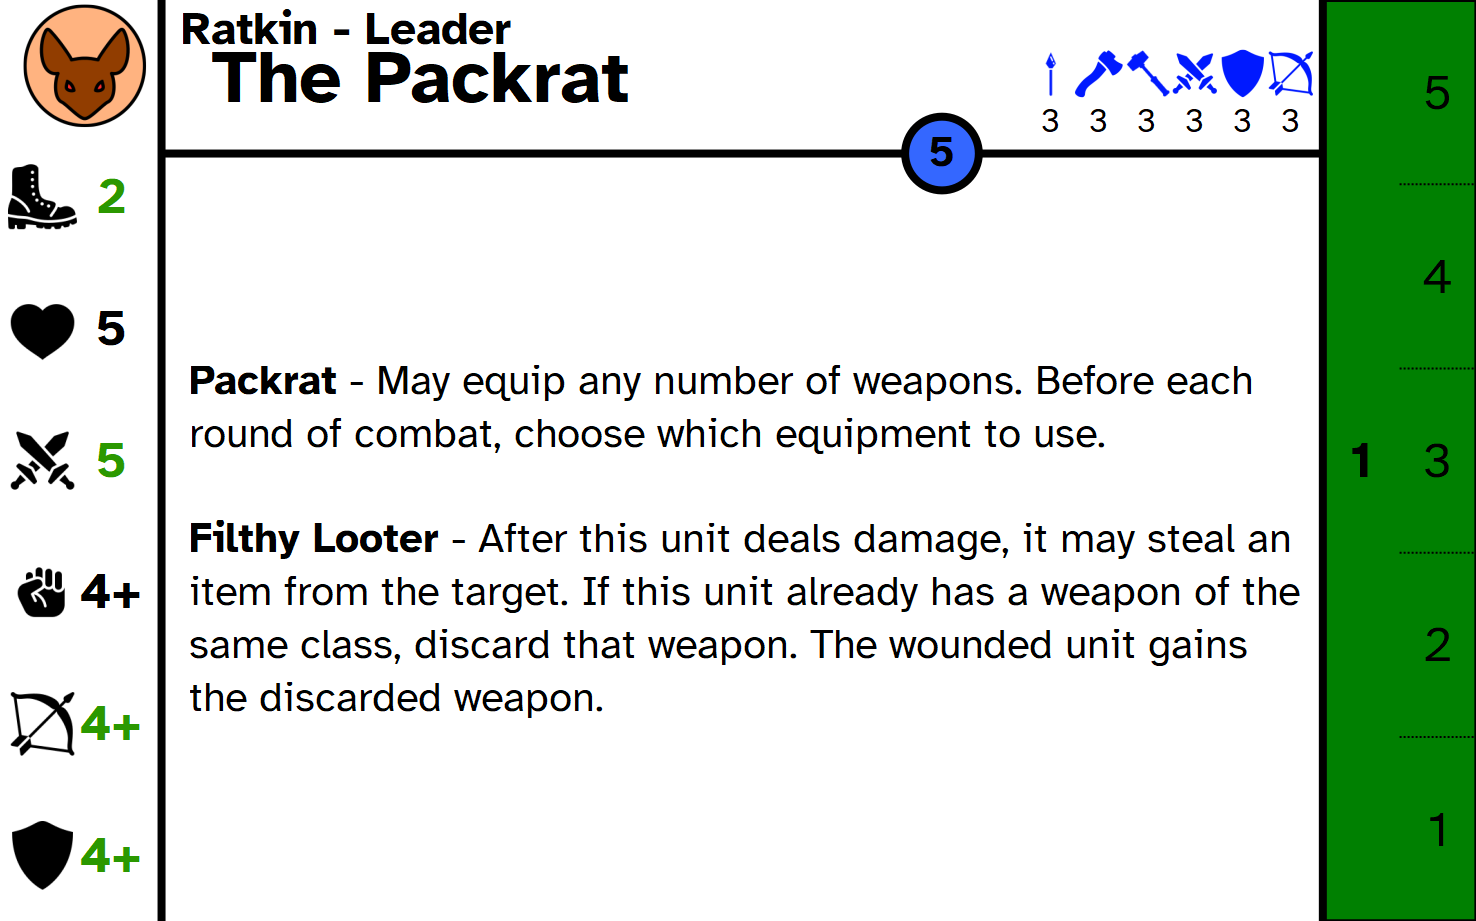 Ratkin - Leader
The Packrat
3 3 3 3 3 3
5
2
5
5
4+
4+
4+
Packrat - May equip any number of weapons. Before each
round of combat, choose which equipment to use.
Filthy Looter - After this unit deals damage, it may steal an
item from the target. If this unit already has a weapon of the
same class, discard that weapon. The wounded unit gains
the discarded weapon.
5
4
1 3
2
1